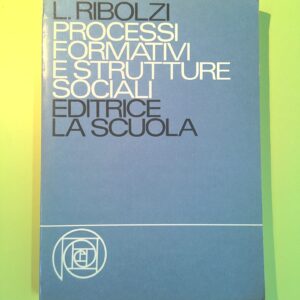 L. RIBOLZI
PROCESSI
FORMATIVI
E STRUTTURE
SOCIALI
EDITRICE
LA SCUOLA